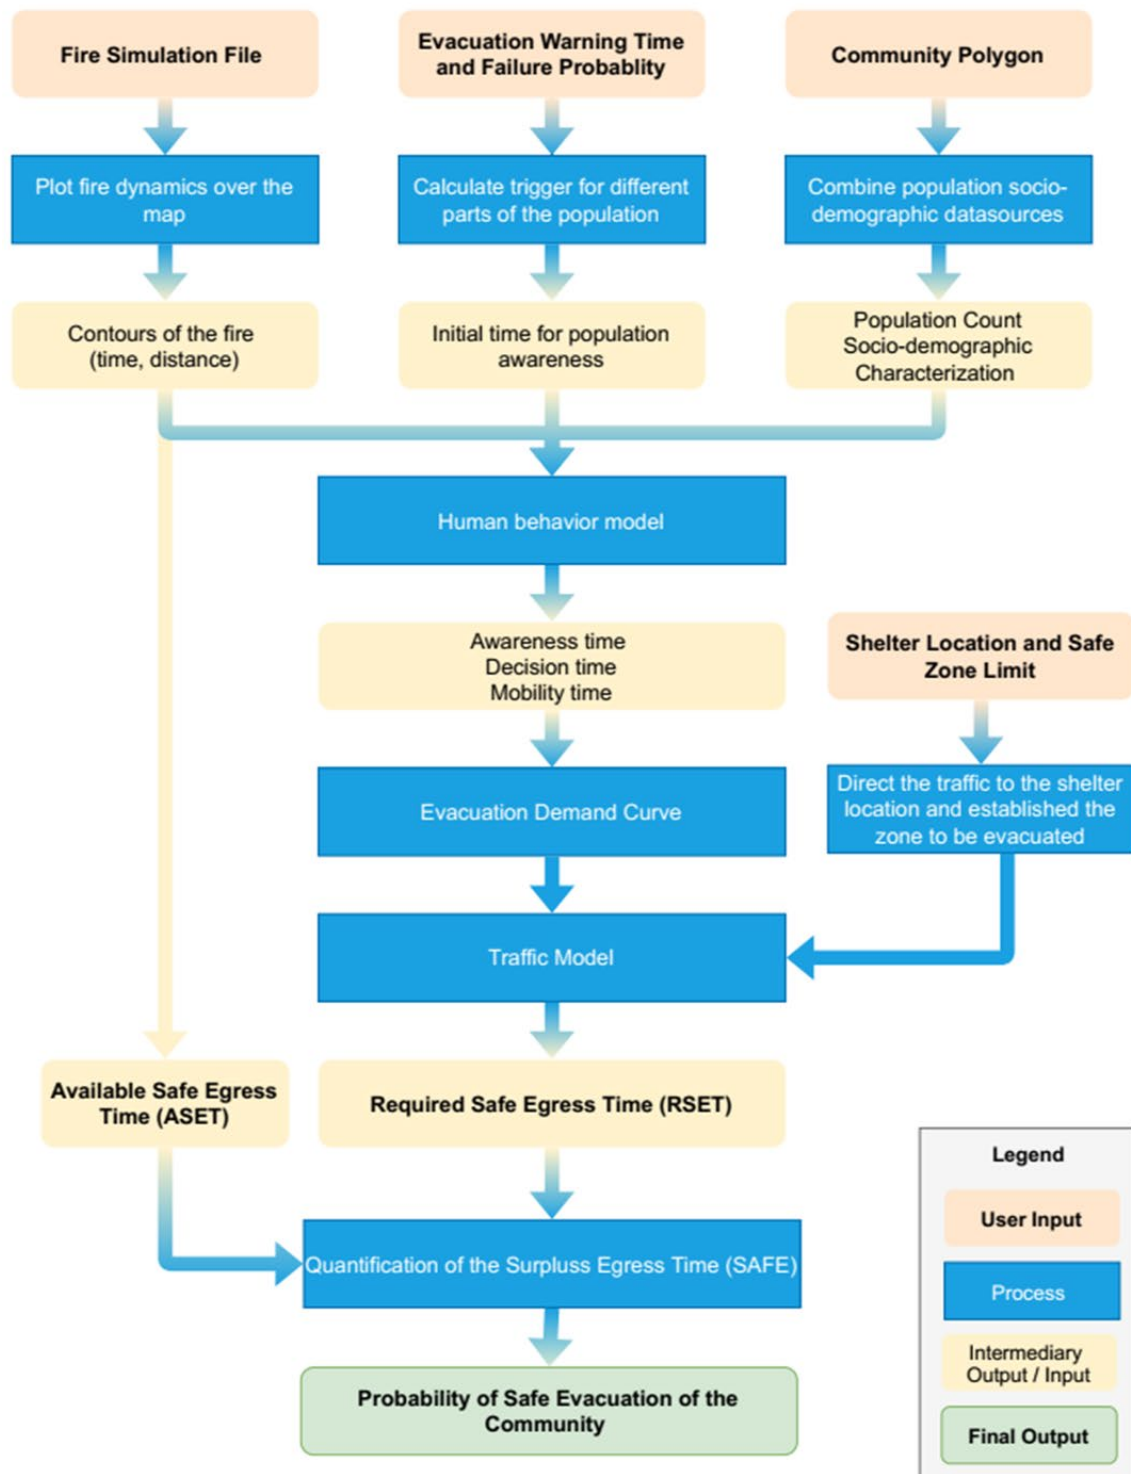 Fire Simulation File
Evacuation Warning Time
and Failure Probablity
Community Polygon
Plot fire dynamics over the
map
Calculate trigger for different
parts of the population
Combine population socio-
demographic datasources
Contours of the fire
(time, distance)
Initial time for population
awareness
Population Count
Socio-demographic
Characterization
Human behavior model
Awareness time
Decision time
Mobility time
Shelter Location and Safe
Zone Limit
Evacuation Demand Curve
Direct the traffic to the shelter
location and established the
zone to be evacuated
Traffic Model
Available Safe Egress
Time (ASET)
Required Safe Egress Time (RSET)
Quantification of the Surpluss Egress Time (SAFE)
Probability of Safe Evacuation of the
Community
Legend
User Input
Process
Intermediary
Output / Input
Final Output